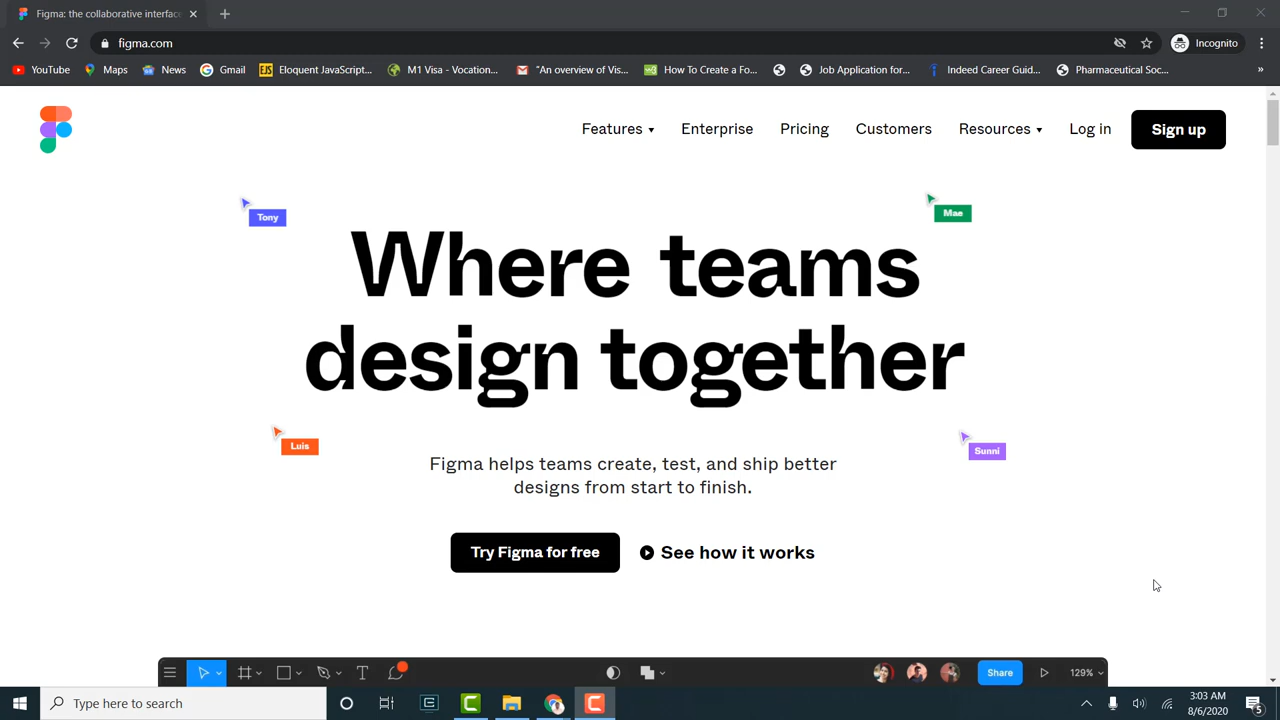 Figma: the collaborative interface
figma.com
Incognito
YouTube
Maps
News
Gmail
Eloquent JavaScript...
M1 Visa - Vocatio...
"An overview of Vis...
How To Create a Fo...
Job Application for...
Indeed Career Guid...
Pharmaceutical Soc...
»
Features
Enterprise
Pricing
Customers
Resources
Log in
Sign up
Tony
Mae
Where teams
design together
Luis
Sunni
Figma helps teams create, test, and ship better
designs from start to finish.
Try Figma for free
See how it works
Share
129%
Type here to search
3:03 AM
8/6/2020
5